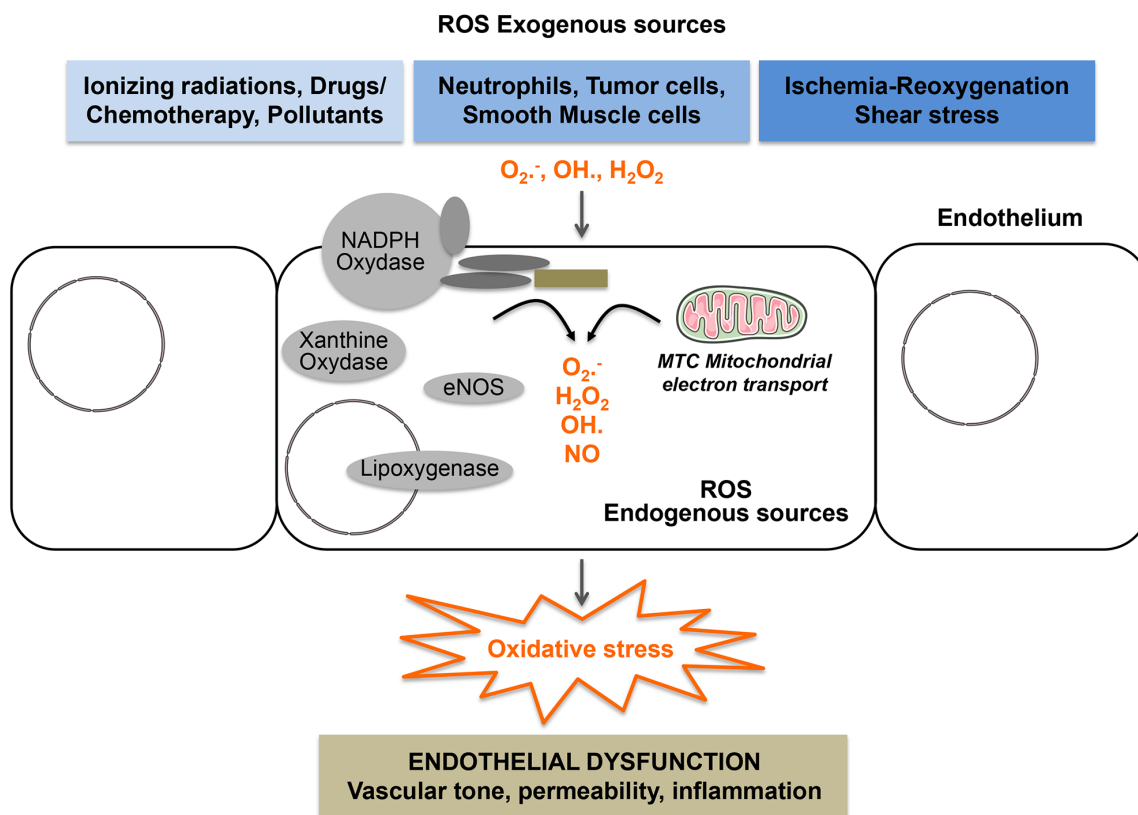 ROS Exogenous sources
Ionizing radiations, Drugs/
Chemotherapy, Pollutants
Neutrophils, Tumor cells,
Smooth Muscle cells
Ischemia-Reoxygenation
Shear stress
O₂.⁻, OH., H₂O₂
Endothelium
NADPH
Oxydase
Xanthine
Oxydase
eNOS
Lipoxygenase
O₂.⁻
H₂O₂
OH.
NO
MTC Mitochondrial
electron transport
ROS
Endogenous sources
Oxidative stress
ENDOTHELIAL DYSFUNCTION
Vascular tone, permeability, inflammation